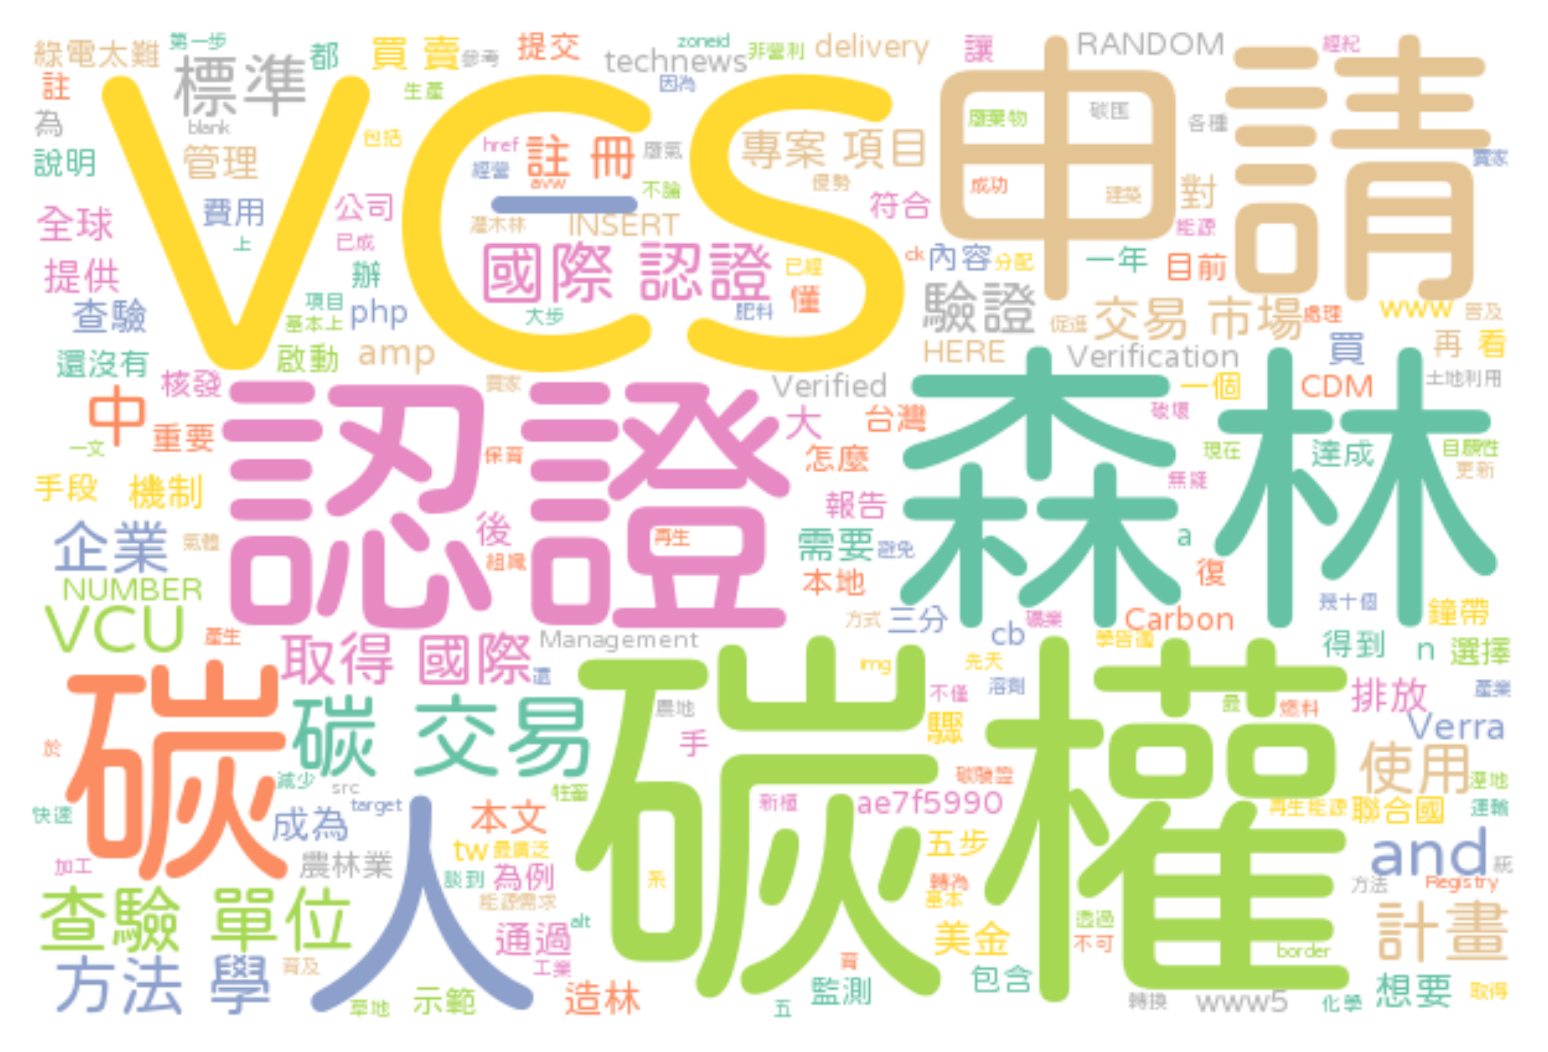 綠電太難
第一步
都
買 賣
參考
提交
technews
zoneid
非營利
delivery
讓
RANDOM
經紀
註
標準
生產
因為
VCS
申請
為
blank
包括
href
註 冊
廢氣
專案 項目
廢棄物
碳匯
各種
賣家
說明
管理
經營
avw
不論
優勢
成功
建築
對
全球
費用
公司
一
灌木林
INSERT
符合
能源
上
已成
國際 認證
已經
ck
內容
分配
一年
目前
提供
辦
懂
驗證
查驗
項目
基本上
php
大步
肥料
促進
交易 市場
處理
www
普及
還沒有
啟動
amp
HERE
Verification
買
再
看
核發
買家
Verified
一個
CDM
土地利用
中
重要
認證
大
台灣
森林
破壞
一文
保育
怎麼
現在
達成
目願性
更新
手段
機制
後
報告
無疑
企業
氣體
再生
組織
需要
避免
a
復
NUMBER
本地
幾十個
鐘帶
VCU
產生
取得 國際
Management
還
方式
三分
cb
礦業
Carbon
學皆適
得到
n
選擇
碳
碳 交易
農地
手
img
先天
不僅
溶劑
碳權
最
燃料
排放
產業
於
驟
Verra
減少
src
牲畜
碳驗證
使用
溼地
快速
target
成為
本文
新櫃
ae7f5990
再生能源
聯合國
運輸
加工
農林業
人
tw
最廣泛
五步
and
談到
為例
系
轉為
基本
方法
Registry
查驗 單位
能源需求
通過
alt
美金
透過
不可
計畫
方法 學
育及
工業
育
border
草地
示範
造林
五
監測
包含
轉換
www5
化學
想要
取得